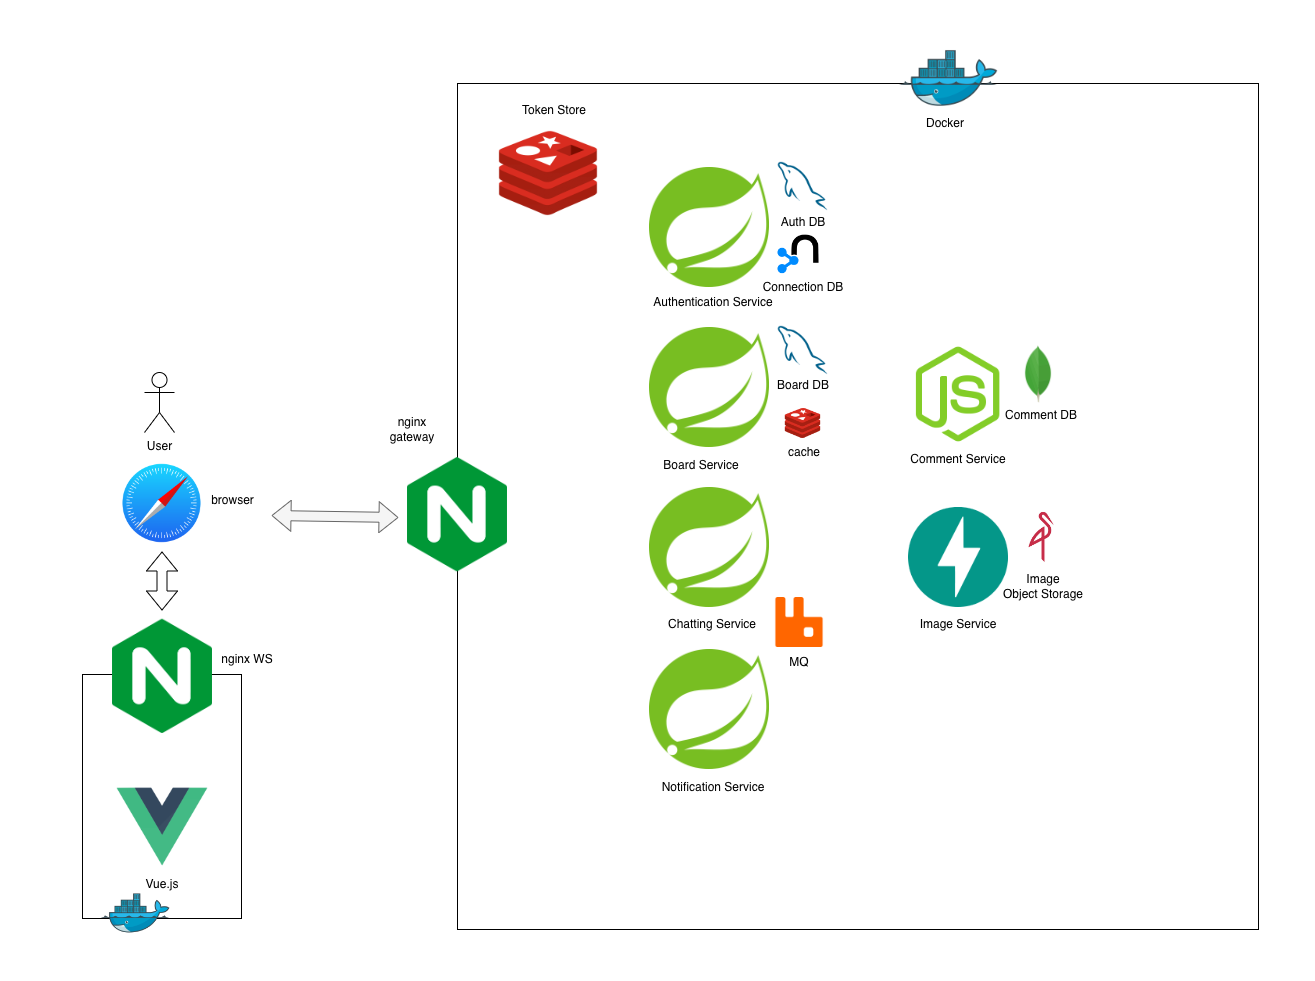 Docker
Token Store
Auth DB
Connection DB
Authentication Service
Board DB
cache
Board Service
JS
Comment DB
Comment Service
User
browser
nginx
gateway
N
Chatting Service
MQ
Image
Object Storage
Image Service
N
nginx WS
Notification Service
Vue.js